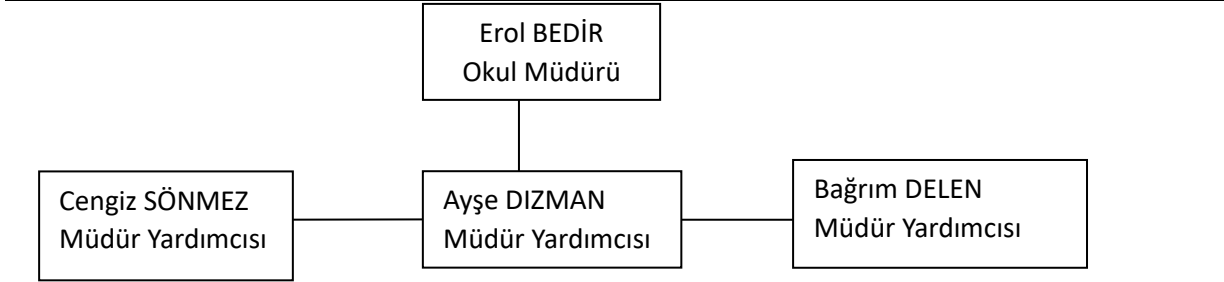 Erol BEDİR
Okul Müdürü
Cengiz SÖNMEZ
Müdür Yardımcısı
Ayşe DIZMAN
Müdür Yardımcısı
Bağrım DELEN
Müdür Yardımcısı